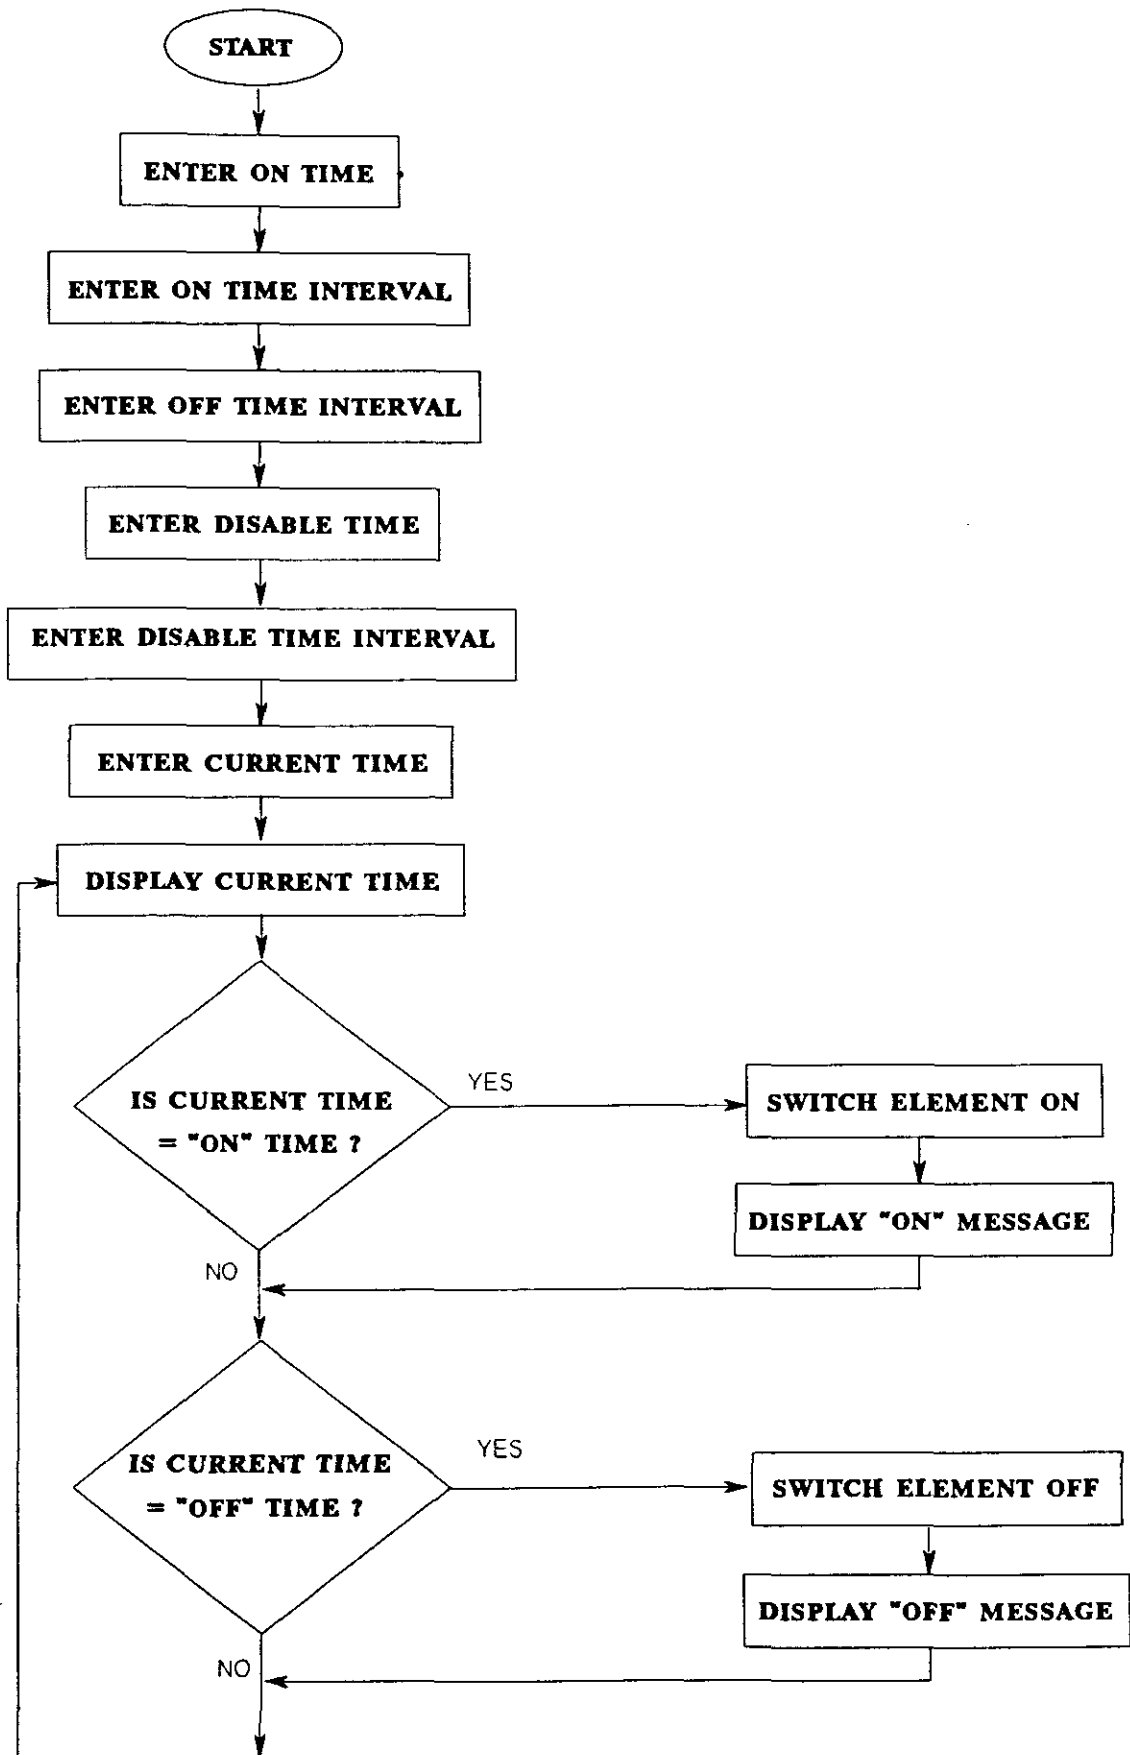 START
ENTER ON TIME
ENTER ON TIME INTERVAL
ENTER OFF TIME INTERVAL
ENTER DISABLE TIME
ENTER DISABLE TIME INTERVAL
ENTER CURRENT TIME
DISPLAY CURRENT TIME
IS CURRENT TIME
= "ON" TIME ?
YES
SWITCH ELEMENT ON
DISPLAY "ON" MESSAGE
NO
IS CURRENT TIME
= "OFF" TIME ?
YES
SWITCH ELEMENT OFF
DISPLAY "OFF" MESSAGE
NO